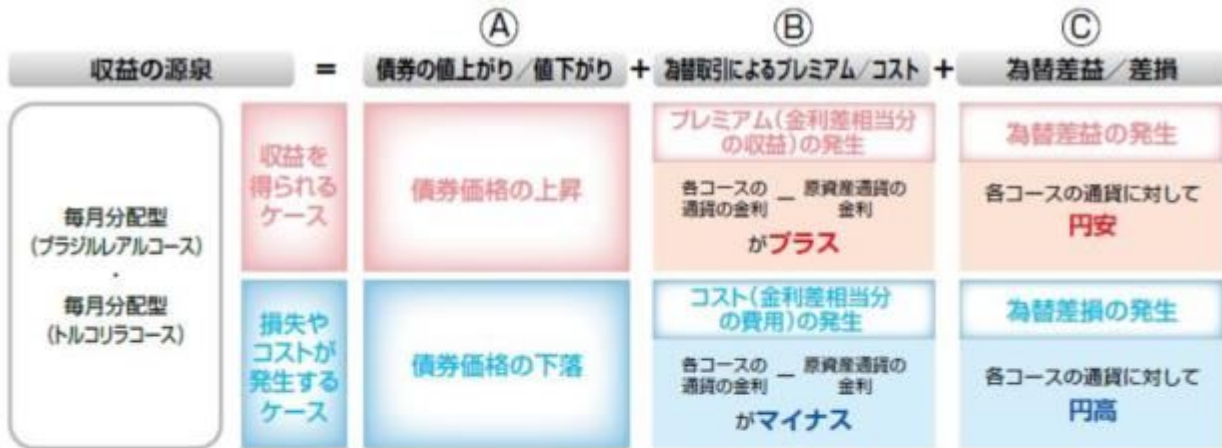 Ⓐ Ⓑ Ⓒ
収益の源泉 = 債券の値上がり/値下がり + 為替取引によるプレミアム/コスト + 為替差益/差損
毎月分配型
(ブラジルレアルコース)
・
毎月分配型
(トルコリラコース)
収益を
得られる
ケース
債券価格の上昇
プレミアム(金利差相当分
の収益)の発生
各コースの
通貨の金利
－
原資産通貨の
金利
がプラス
為替差益の発生
各コースの通貨に対して
円安
損失や
コストが
発生する
ケース
債券価格の下落
コスト(金利差相当分
の費用)の発生
各コースの
通貨の金利
－
原資産通貨の
金利
がマイナス
為替差損の発生
各コースの通貨に対して
円高